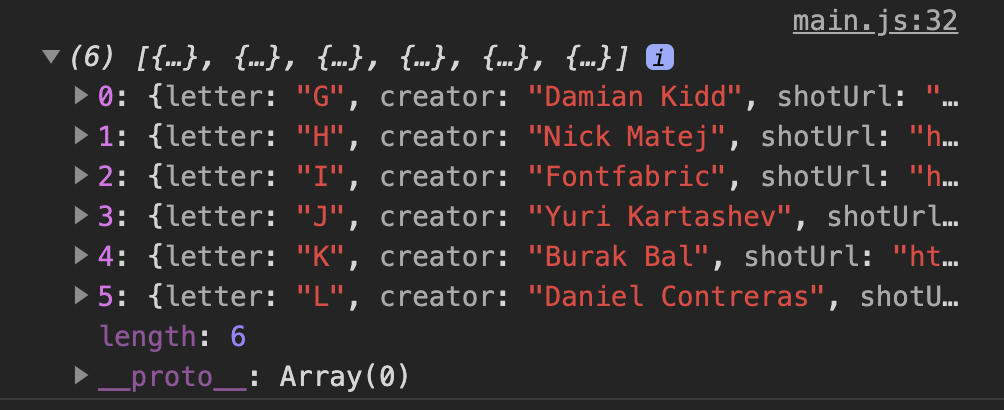 main.js:32
▼ (6) [{…}, {…}, {…}, {…}, {…}, {…}] i
▶ 0: {letter: "G", creator: "Damian Kidd", shotUrl: "…
▶ 1: {letter: "H", creator: "Nick Matej", shotUrl: "h…
▶ 2: {letter: "I", creator: "Fontfabric", shotUrl: "h…
▶ 3: {letter: "J", creator: "Yuri Kartashev", shotUrl…
▶ 4: {letter: "K", creator: "Burak Bal", shotUrl: "ht…
▶ 5: {letter: "L", creator: "Daniel Contreras", shotU…
length: 6
▶ __proto__: Array(0)